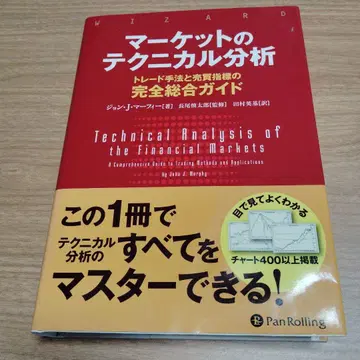 WIZARD
マーケットの
テクニカル分析
トレード手法と売買指標の
完全総合ガイド
ジョン・J・マーフィー[著] 長尾慎太郎[監修] 田村英基[訳]
Technical Analysis of
the Financial Markets
A Comprehensive Guide to Trading Methods and Applications
by John J. Murphy
この1冊で
テクニカル
分析の
すべてを
マスターできる!
目で見てよくわかる
チャート400以上掲載
PanRolling